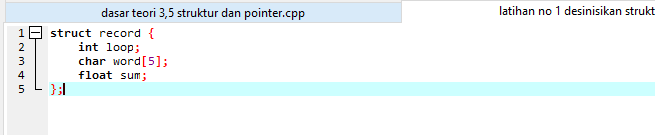 dasar teori 3,5 struktur dan pointer.cpp
latihan no 1 desinisikan strukt
1 struct record {
2 int loop;
3 char word[5];
4 float sum;
5 };